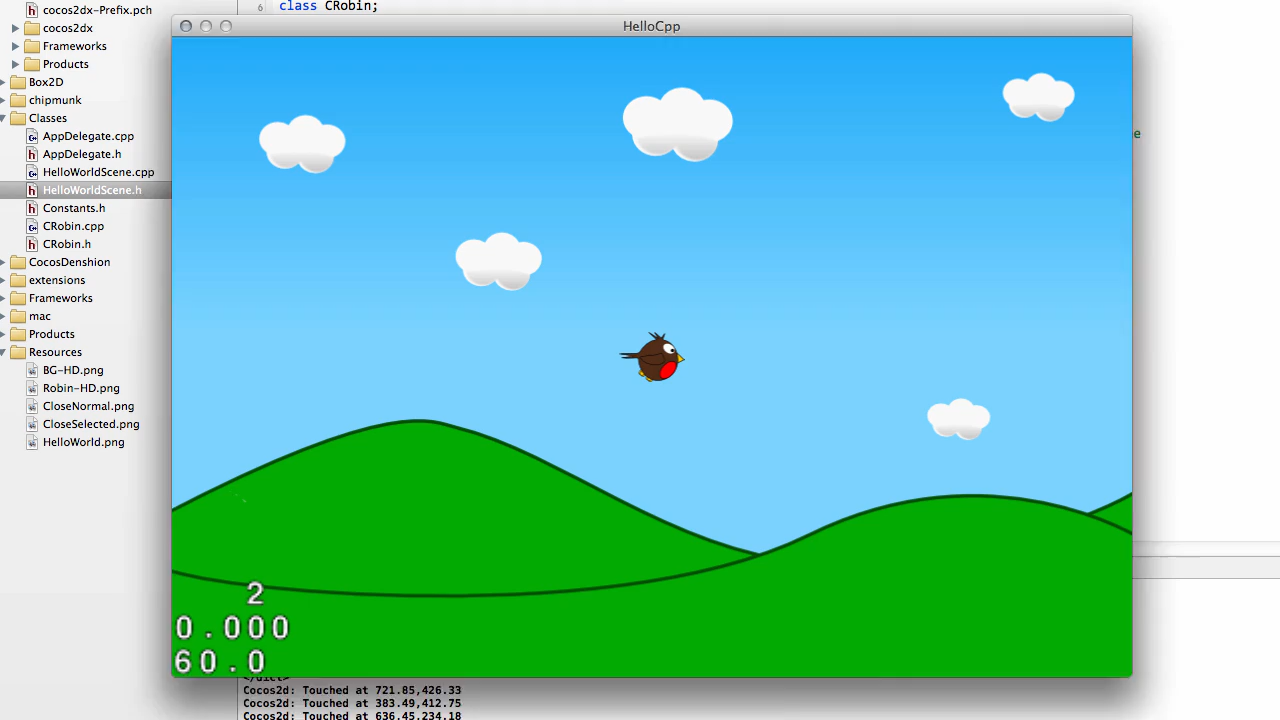 cocos2dx-Prefix.pch
cocos2dx
Frameworks
Products
Box2D
chipmunk
Classes
AppDelegate.cpp
AppDelegate.h
HelloWorldScene.cpp
HelloWorldScene.h
Constants.h
CRobin.cpp
CRobin.h
CocosDenshion
extensions
Frameworks
mac
Products
Resources
BG-HD.png
Robin-HD.png
CloseNormal.png
CloseSelected.png
HelloWorld.png
6 class CRobin;
HelloCpp
2
0.000
60.0
</dict>
Cocos2d: Touched at 721.85,426.33
Cocos2d: Touched at 383.49,412.75
Cocos2d: Touched at 636.45,234.18